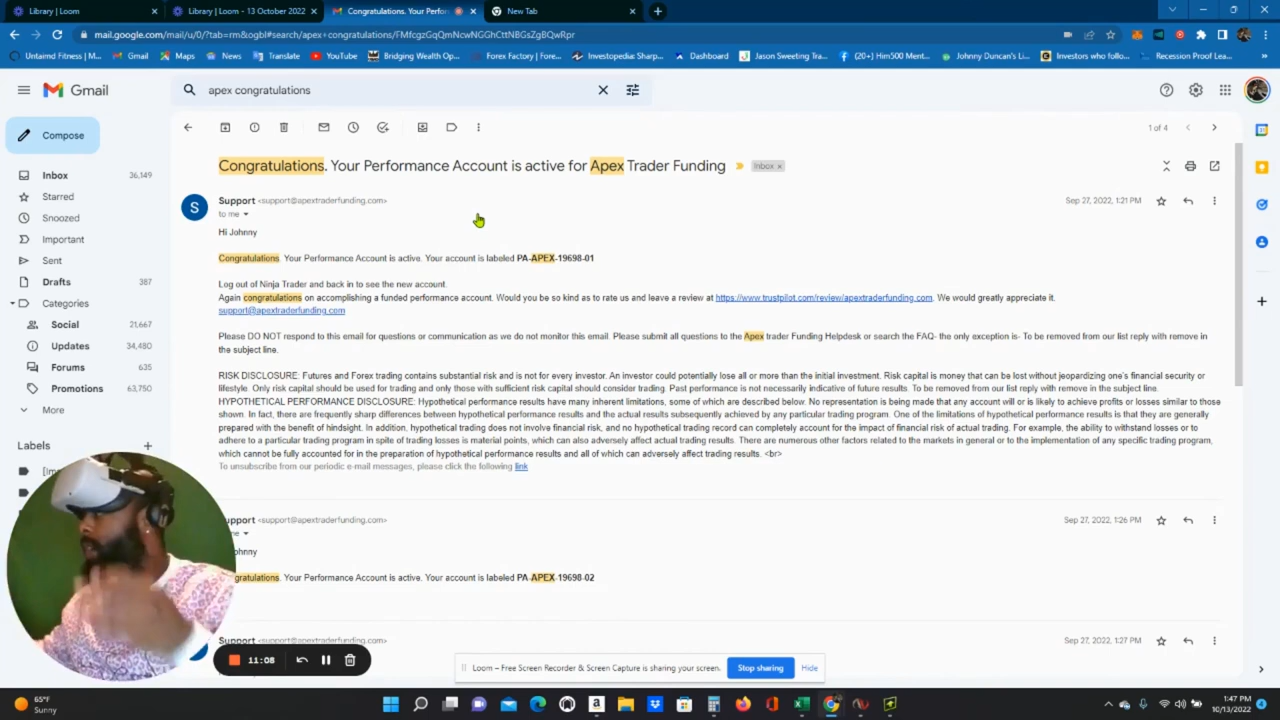 Library | Loom
Library | Loom - 13 October 2022
Congratulations. Your Perfor
New Tab
mail.google.com/mail/u/0/?tab=rm&ogbl#search/apex+congratulations/FMfcgzGqQmNcwNGGhCttNBGsZgBQwRpr
Untaimd Fitness | M...
Gmail
Maps
News
Translate
YouTube
Bridging Wealth Op...
Forex Factory | Fore...
Investopedia: Sharp...
Dashboard
Jason Sweeting Tra...
(20+) Him500 Ment...
Johnny Duncan's Li...
Investors who follo...
Recession Proof Lea...
Gmail
apex congratulations
Compose
1 of 4
Congratulations. Your Performance Account is active for Apex Trader Funding
Inbox ×
Inbox 36,149
Starred
Snoozed
Important
Sent
Drafts 387
Categories
Social 21,667
Updates 34,480
Forums 635
Promotions 63,750
More
Labels
S
Support <support@apextraderfunding.com>
Sep 27, 2022, 1:21 PM
to me
Hi Johnny
Congratulations. Your Performance Account is active. Your account is labeled PA-APEX-19698-01
Log out of Ninja Trader and back in to see the new account.
Again congratulations on accomplishing a funded performance account. Would you be so kind as to rate us and leave a review at https://www.trustpilot.com/review/apextraderfunding.com. We would greatly appreciate it.
support@apextraderfunding.com
Please DO NOT respond to this email for questions or communication as we do not monitor this email. Please submit all questions to the Apex trader Funding Helpdesk or search the FAQ- the only exception is- To be removed from our list reply with remove in
the subject line.
RISK DISCLOSURE: Futures and Forex trading contains substantial risk and is not for every investor. An investor could potentially lose all or more than the initial investment. Risk capital is money that can be lost without jeopardizing one's financial security or
lifestyle. Only risk capital should be used for trading and only those with sufficient risk capital should consider trading. Past performance is not necessarily indicative of future results. To be removed from our list reply with remove in the subject line.
HYPOTHETICAL PERFORMANCE DISCLOSURE: Hypothetical performance results have many inherent limitations, some of which are described below. No representation is being made that any account will or is likely to achieve profits or losses similar to those
shown. In fact, there are frequently sharp differences between hypothetical performance results and the actual results subsequently achieved by any particular trading program. One of the limitations of hypothetical performance results is that they are generally
prepared with the benefit of hindsight. In addition, hypothetical trading does not involve financial risk, and no hypothetical trading record can completely account for the impact of financial risk of actual trading. For example, the ability to withstand losses or to
adhere to a particular trading program in spite of trading losses is material points, which can also adversely affect actual trading results. There are numerous other factors related to the markets in general or to the implementation of any specific trading program,
which cannot be fully accounted for in the preparation of hypothetical performance results and all of which can adversely affect trading results. <br>
To unsubscribe from our periodic e-mail messages, please click the following link
upport <support@apextraderfunding.com>
Sep 27, 2022, 1:26 PM
me
ohnny
gratulations. Your Performance Account is active. Your account is labeled PA-APEX-19698-02
Support <support@apextraderfunding.com>
Sep 27, 2022, 1:27 PM
11:08
Loom – Free Screen Recorder & Screen Capture is sharing your screen.
Stop sharing
Hide
65°F
Sunny
1:47 PM
10/13/2022